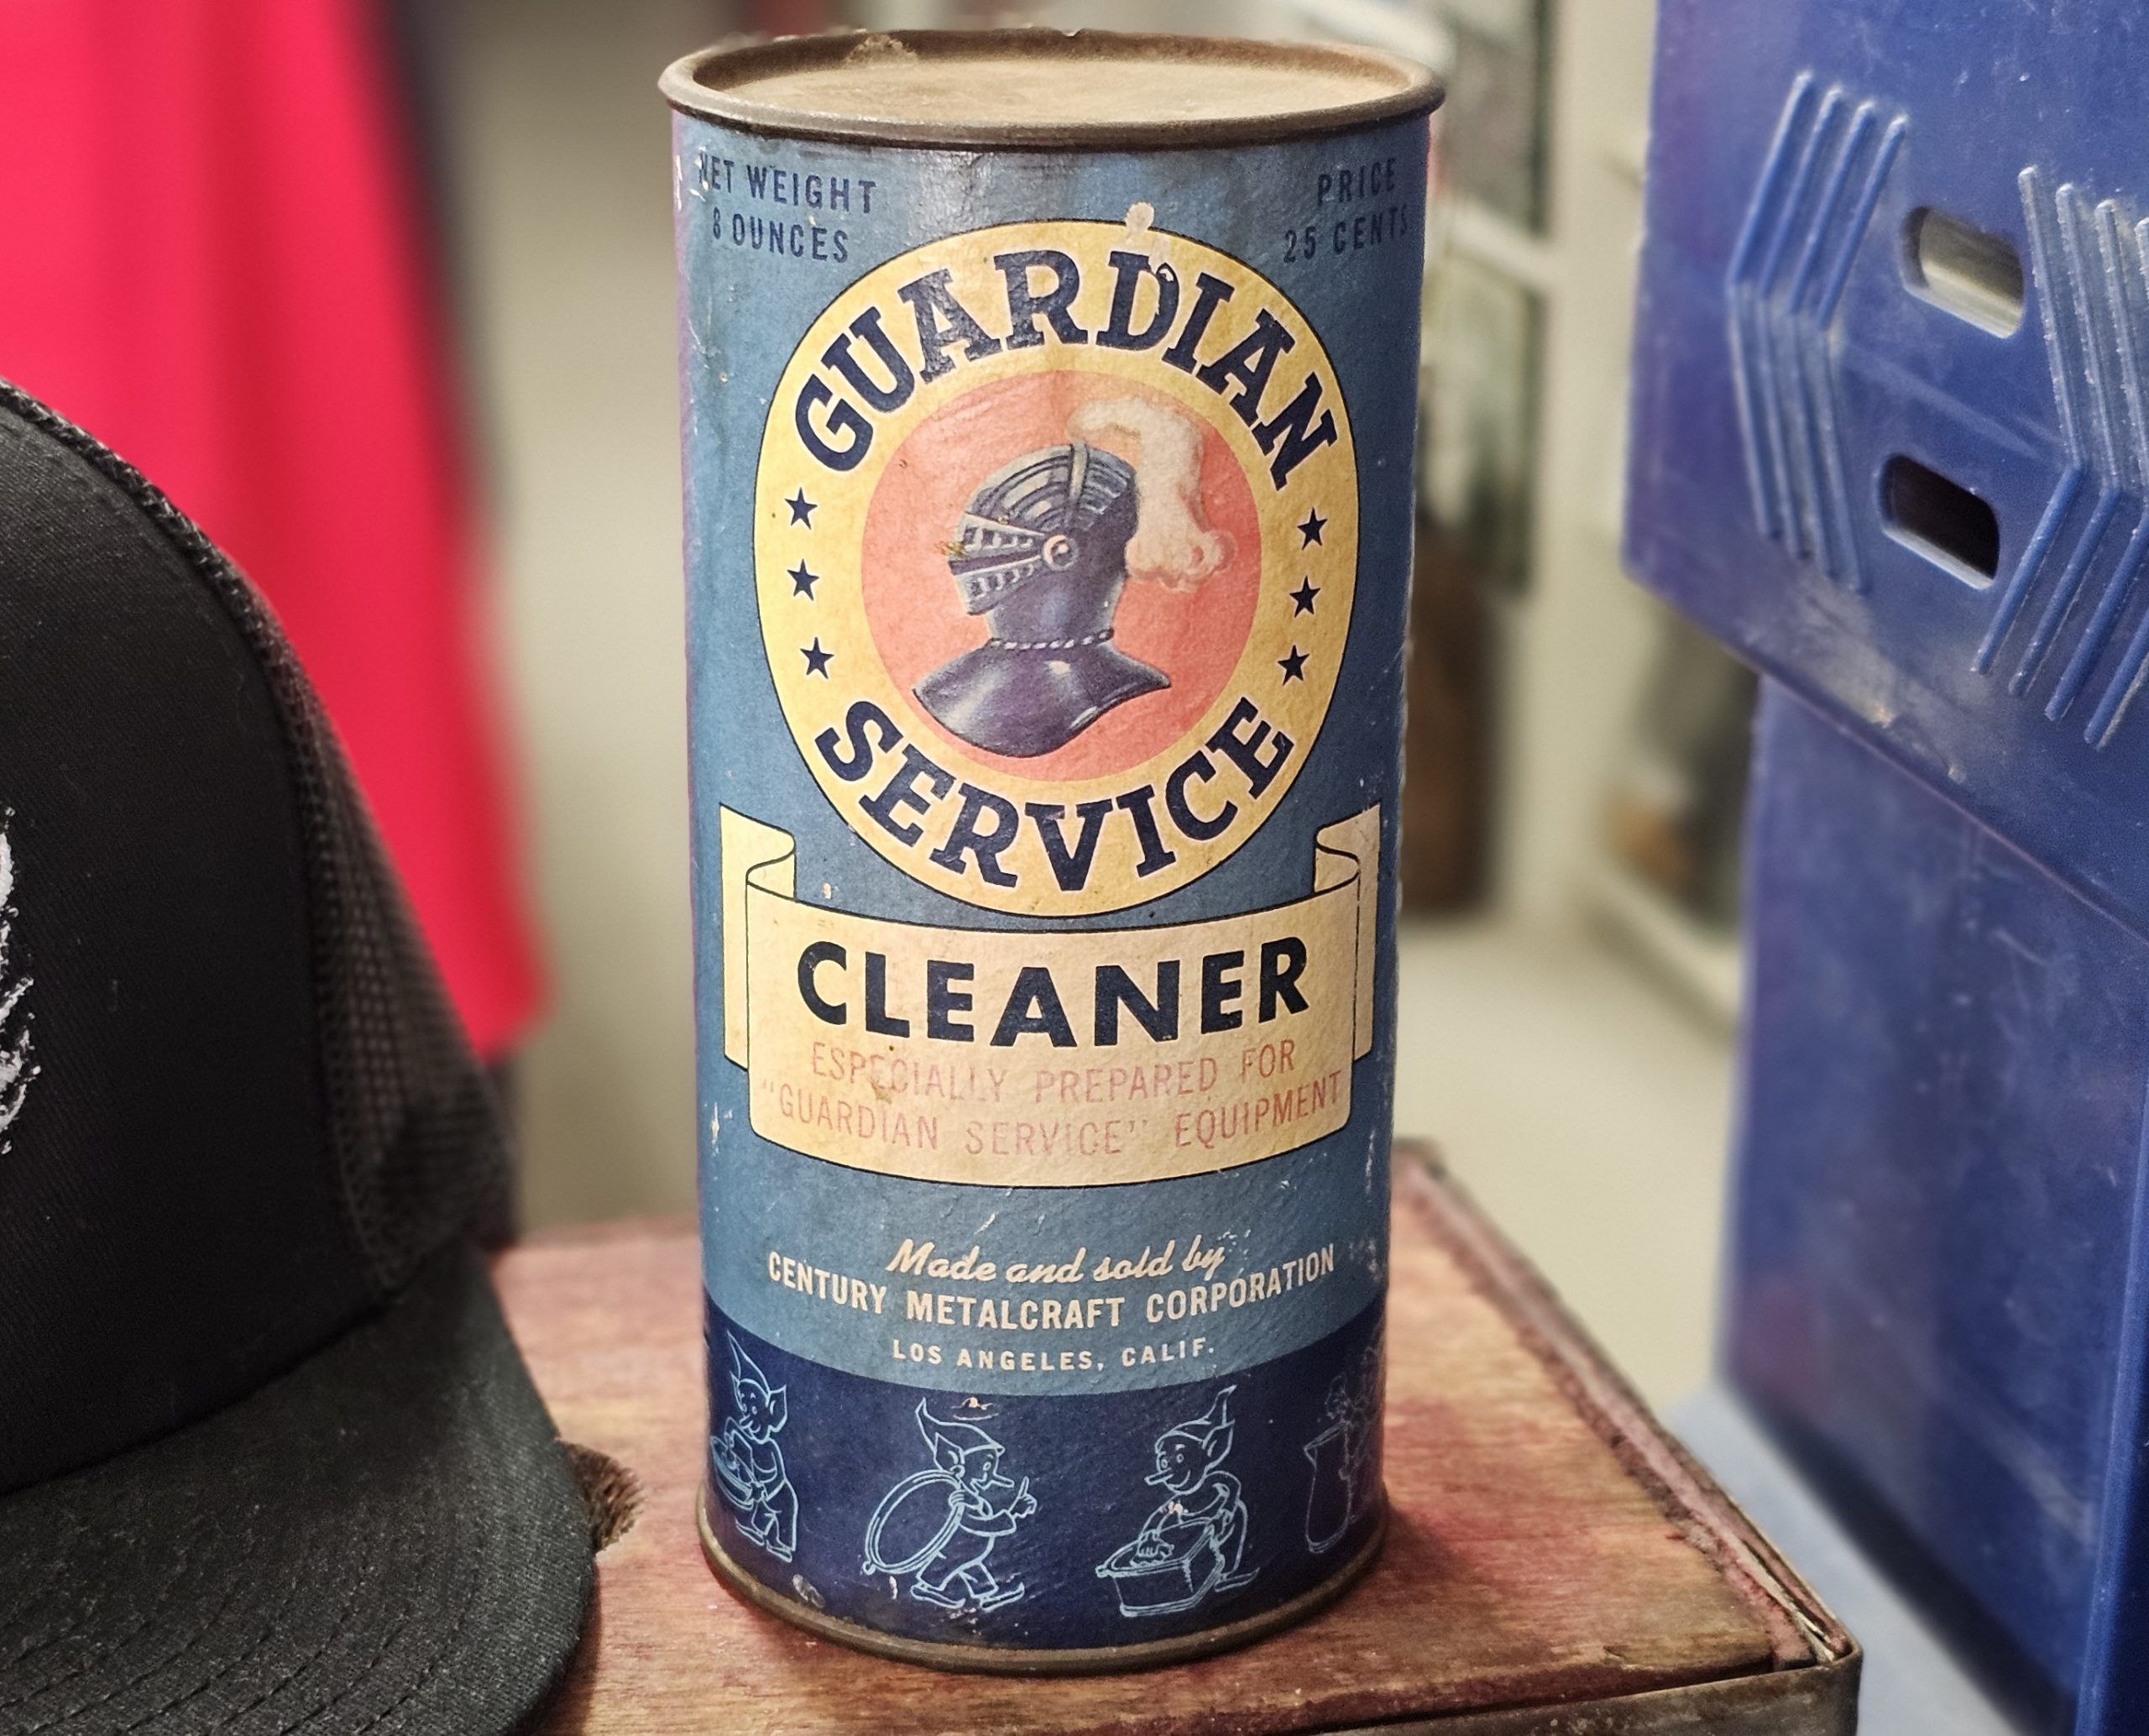 NET WEIGHT
8 OUNCES
PRICE
25 CENTS
GUARDIAN
SERVICE
CLEANER
ESPECIALLY PREPARED FOR
"GUARDIAN SERVICE" EQUIPMENT
Made and sold by
CENTURY METALCRAFT CORPORATION
LOS ANGELES, CALIF.